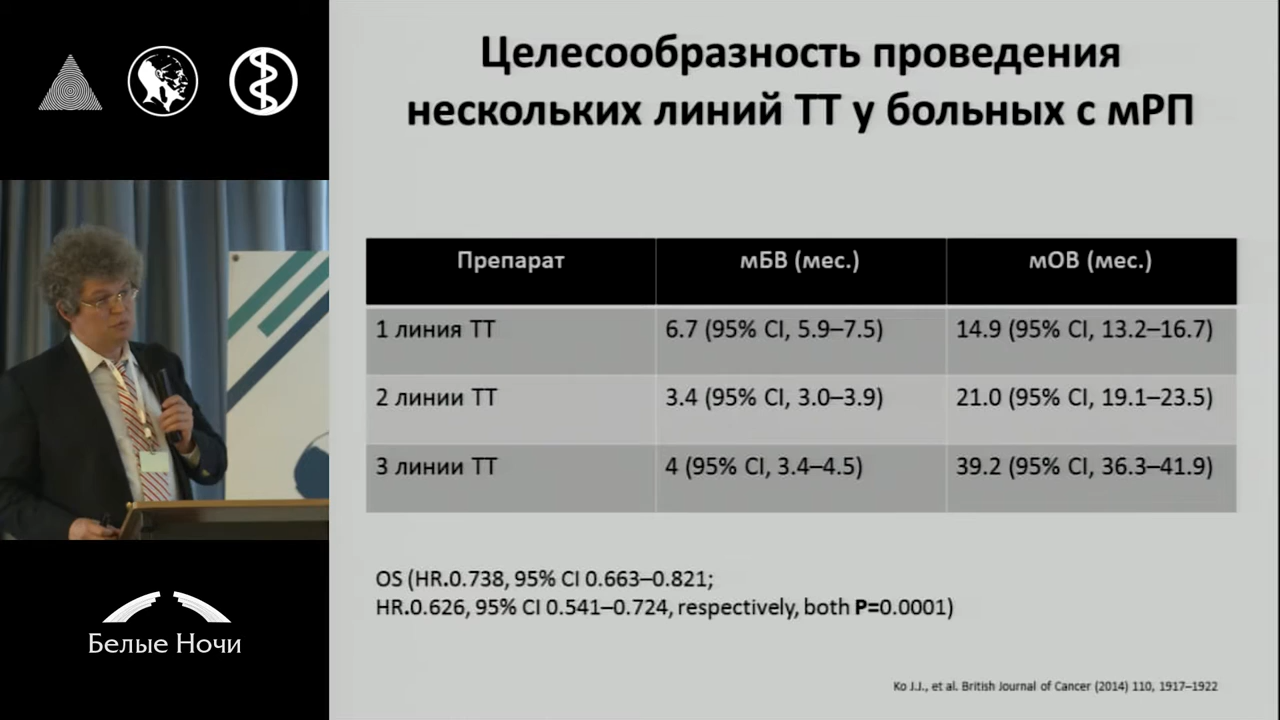 Целесообразность проведения
нескольких линий ТТ у больных с мРП
Препарат мБВ (мес.) мОВ (мес.)
1 линия ТТ 6.7 (95% CI, 5.9–7.5) 14.9 (95% CI, 13.2–16.7)
2 линии ТТ 3.4 (95% CI, 3.0–3.9) 21.0 (95% CI, 19.1–23.5)
3 линии ТТ 4 (95% CI, 3.4–4.5) 39.2 (95% CI, 36.3–41.9)
OS (HR.0.738, 95% CI 0.663–0.821;
HR.0.626, 95% CI 0.541–0.724, respectively, both P=0.0001)
Ko J.J., et al. British Journal of Cancer (2014) 110, 1917–1922
Белые Ночи